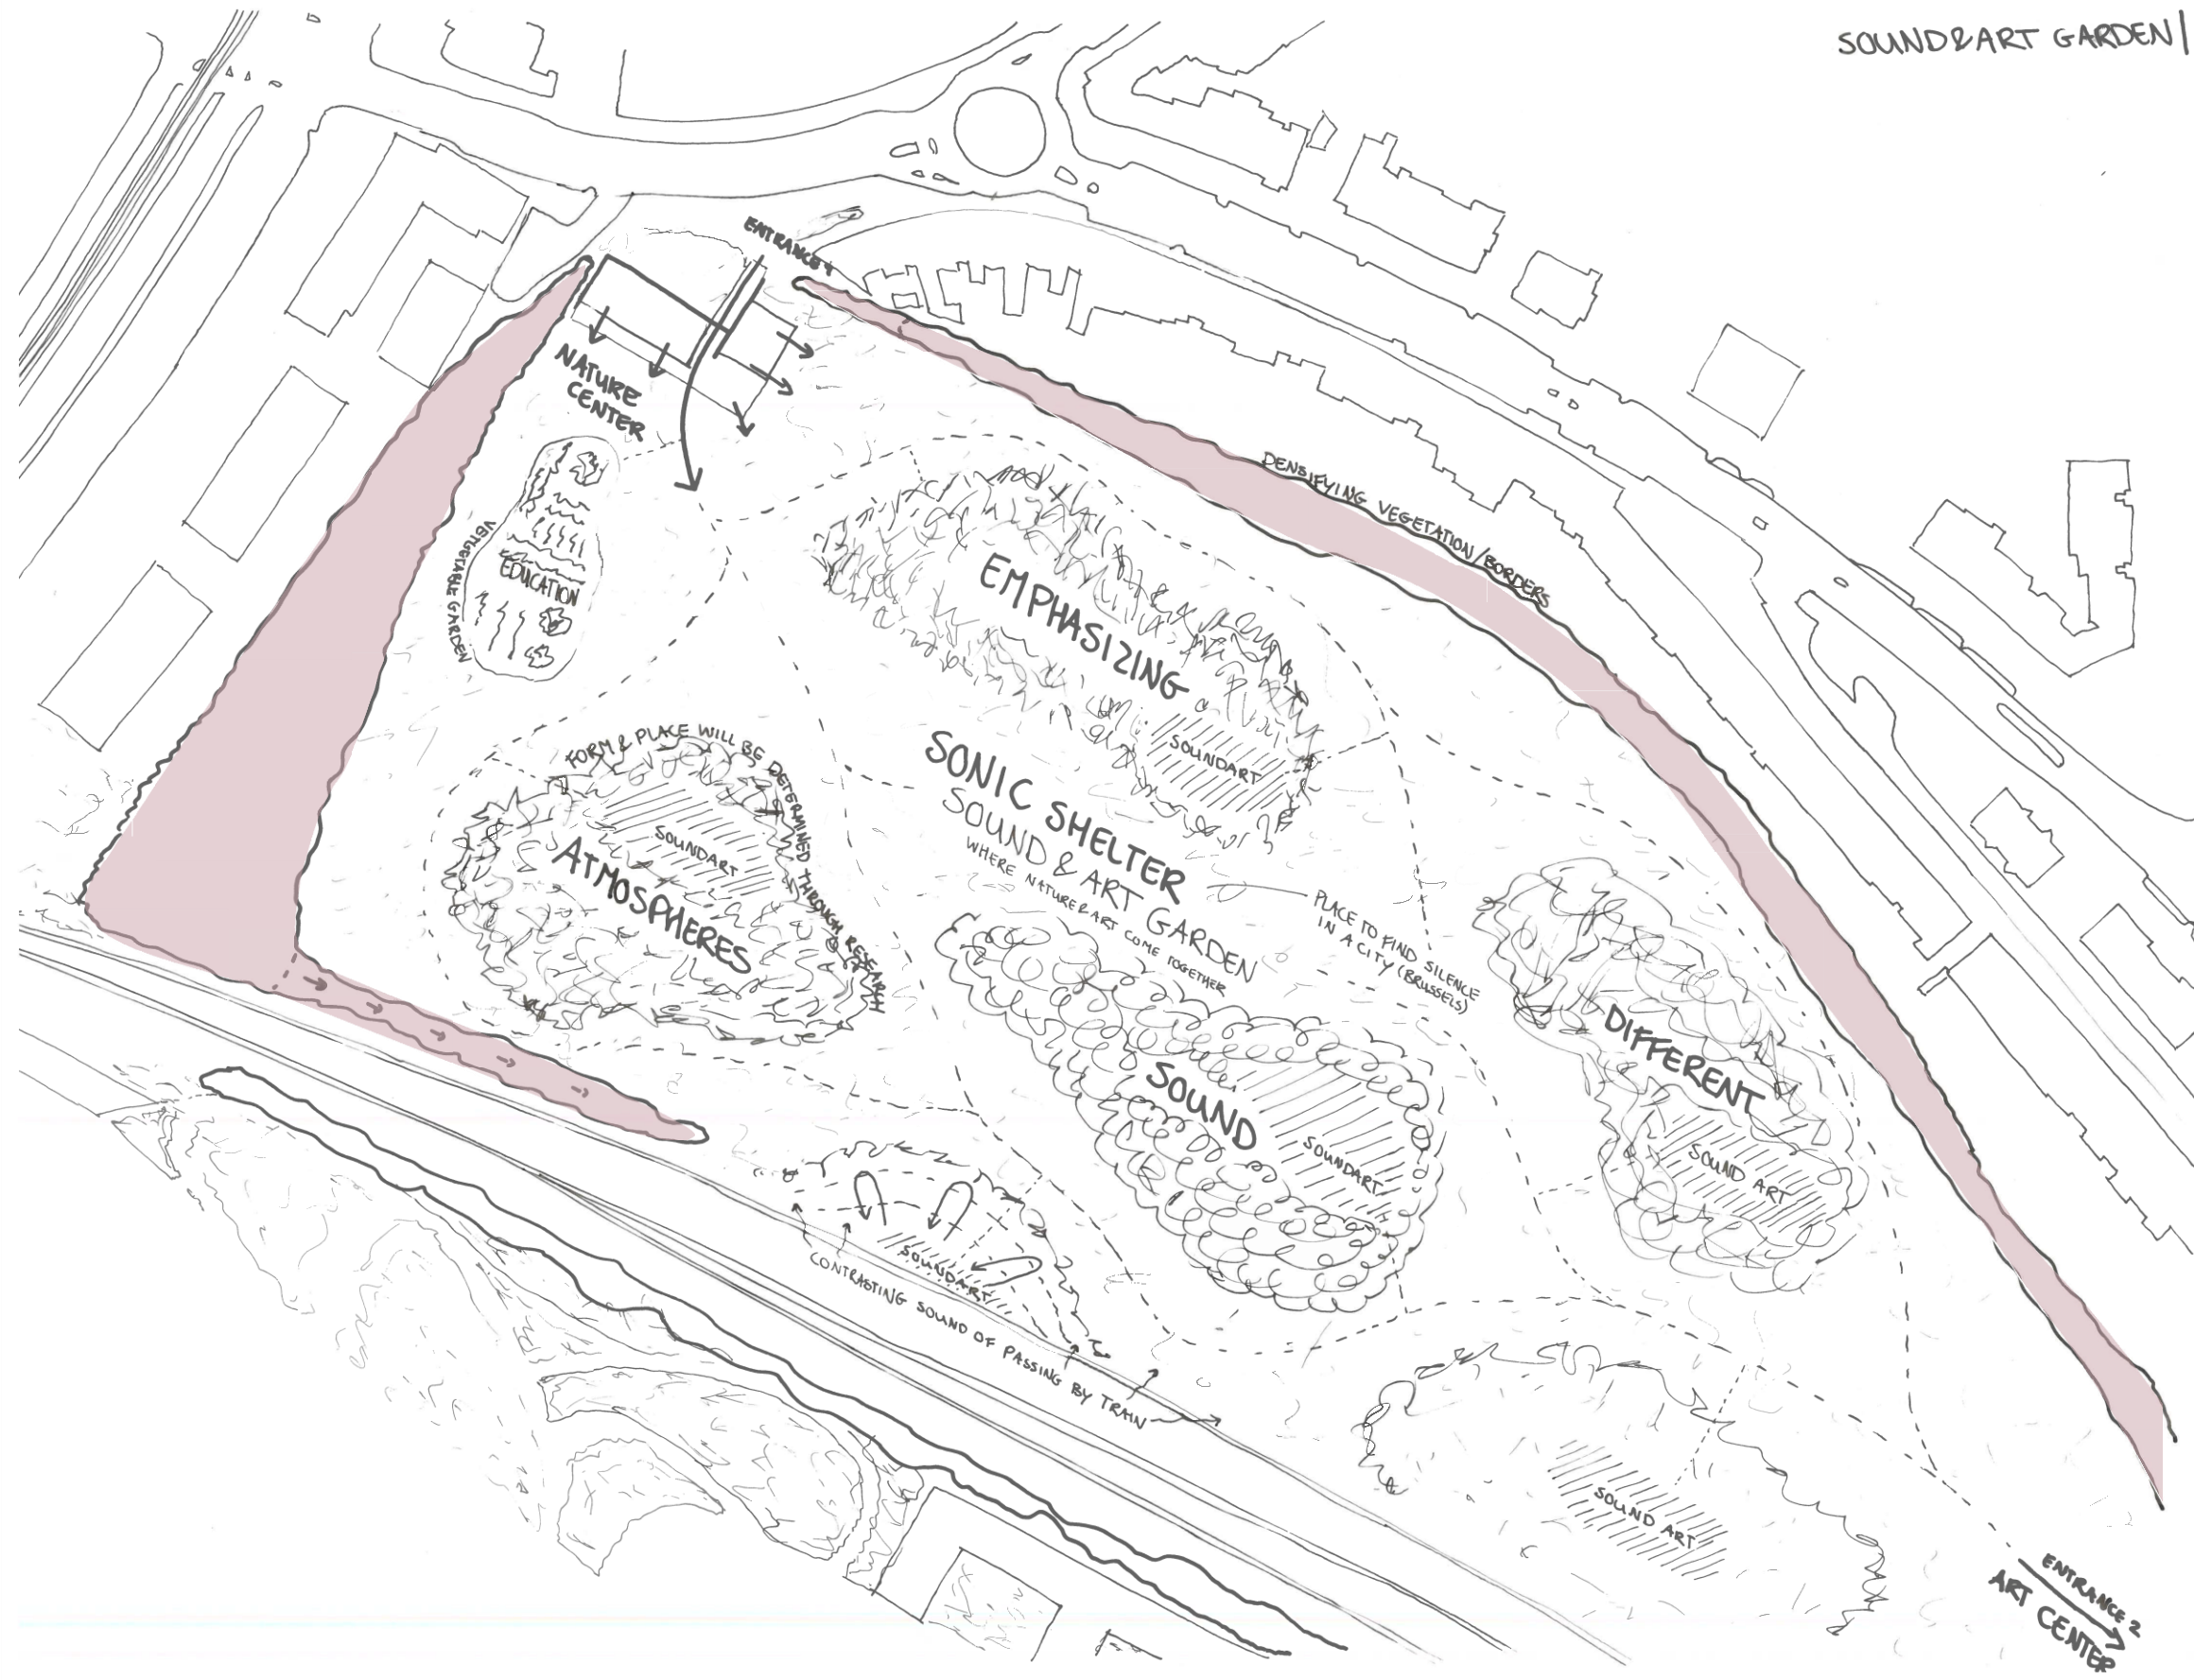 SOUND&ART GARDEN|
ENTRANCE 1
NATURE
CENTER
DENSIFYING VEGETATION/BORDERS
VEGETABLE GARDEN
EDUCATION
EMPHASIZING
SOUNDART
FORM & PLACE WILL BE DETERMINED THROUGH RESEARCH
SOUNDART
ATMOSPHERES
SONIC SHELTER
SOUND & ART GARDEN
WHERE NATURE & ART COME TOGETHER
PLACE TO FIND SILENCE
IN A CITY (BRUSSELS)
DIFFERENT
SOUND ART
SOUND
SOUNDART
SOUNDART
CONTRASTING SOUND OF PASSING BY TRAIN
SOUND ART
ENTRANCE 2
ART CENTER